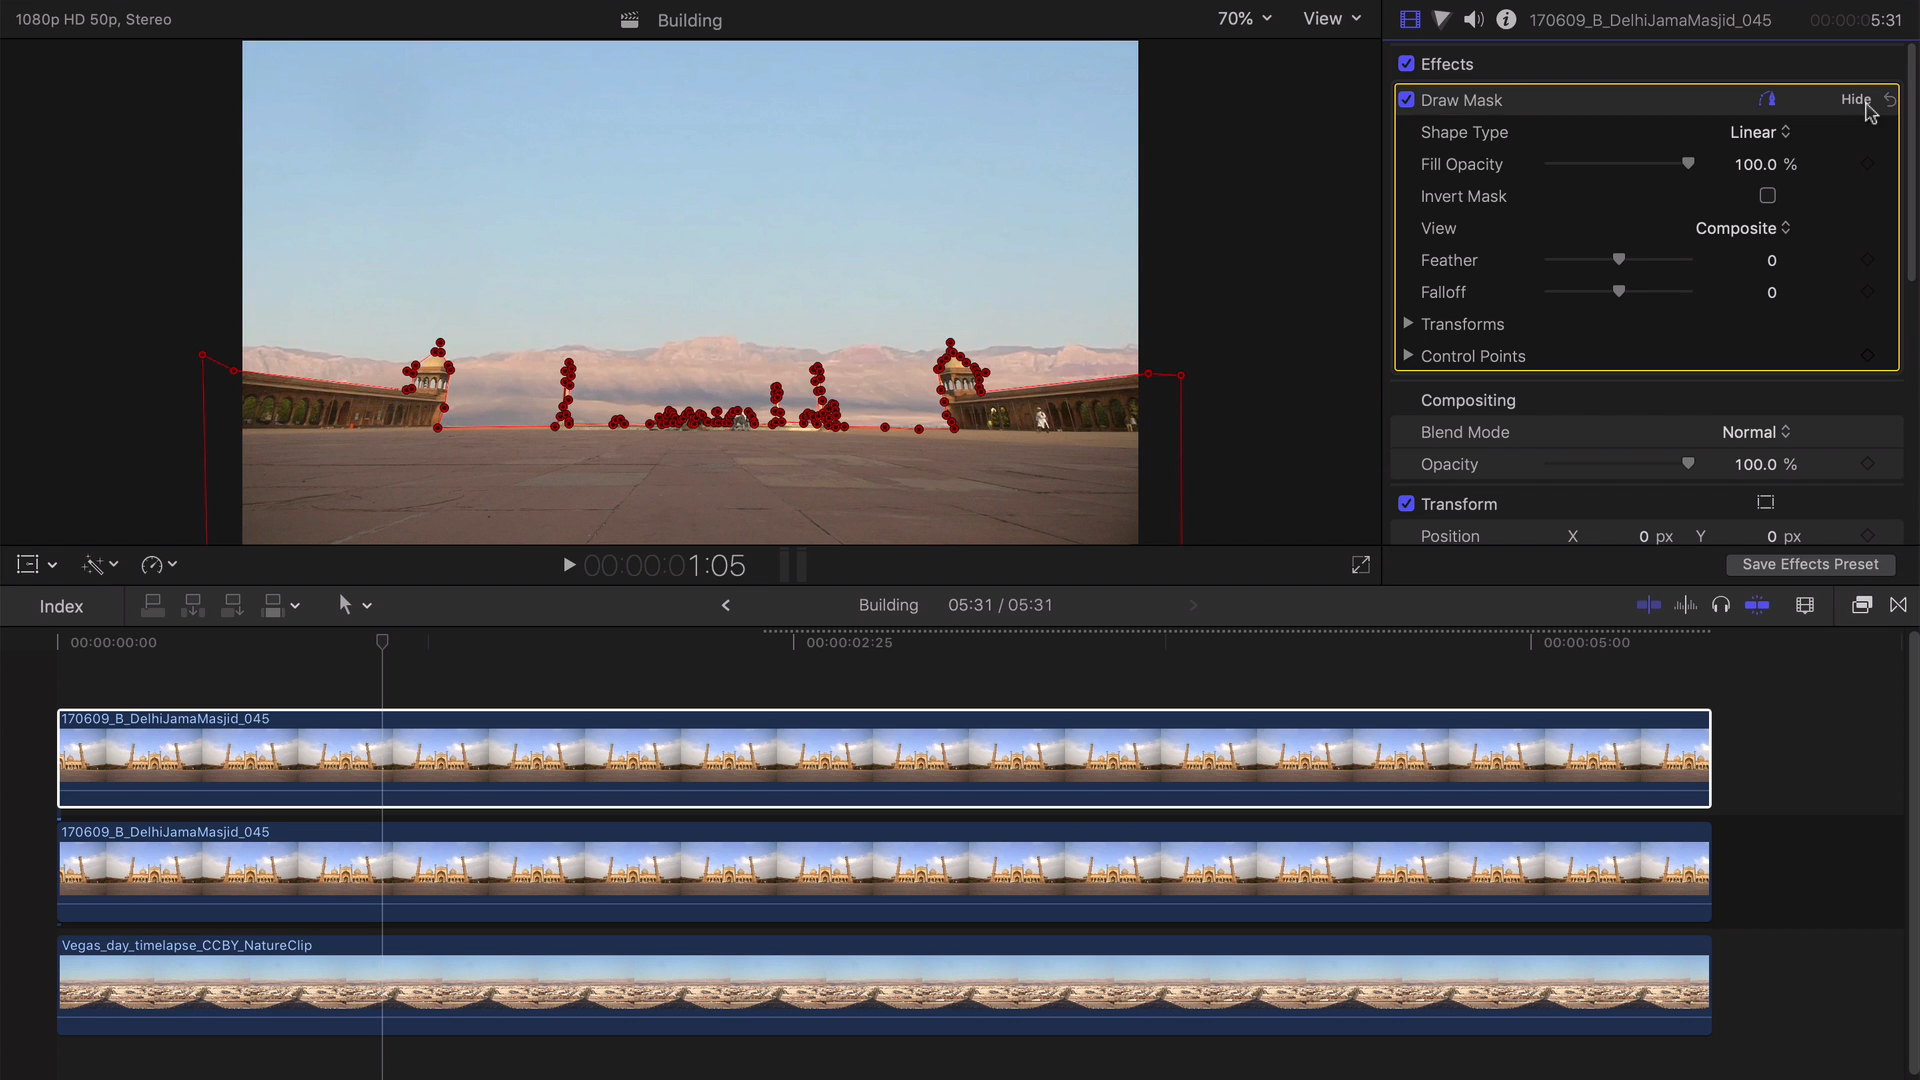 1080p HD 50p, Stereo
Building
70%
View
170609_B_DelhiJamaMasjid_045
00:00:05:31
Effects
Draw Mask
Hide
Shape Type
Linear
Fill Opacity
100.0 %
Invert Mask
View
Composite
Feather
0
Falloff
0
Transforms
Control Points
Compositing
Blend Mode
Normal
Opacity
100.0 %
Transform
Position
X
0 px
Y
0 px
00:00:01:05
Save Effects Preset
Index
Building
05:31 / 05:31
00:00:00:00
00:00:02:25
00:00:05:00
170609_B_DelhiJamaMasjid_045
170609_B_DelhiJamaMasjid_045
Vegas_day_timelapse_CCBY_NatureClip